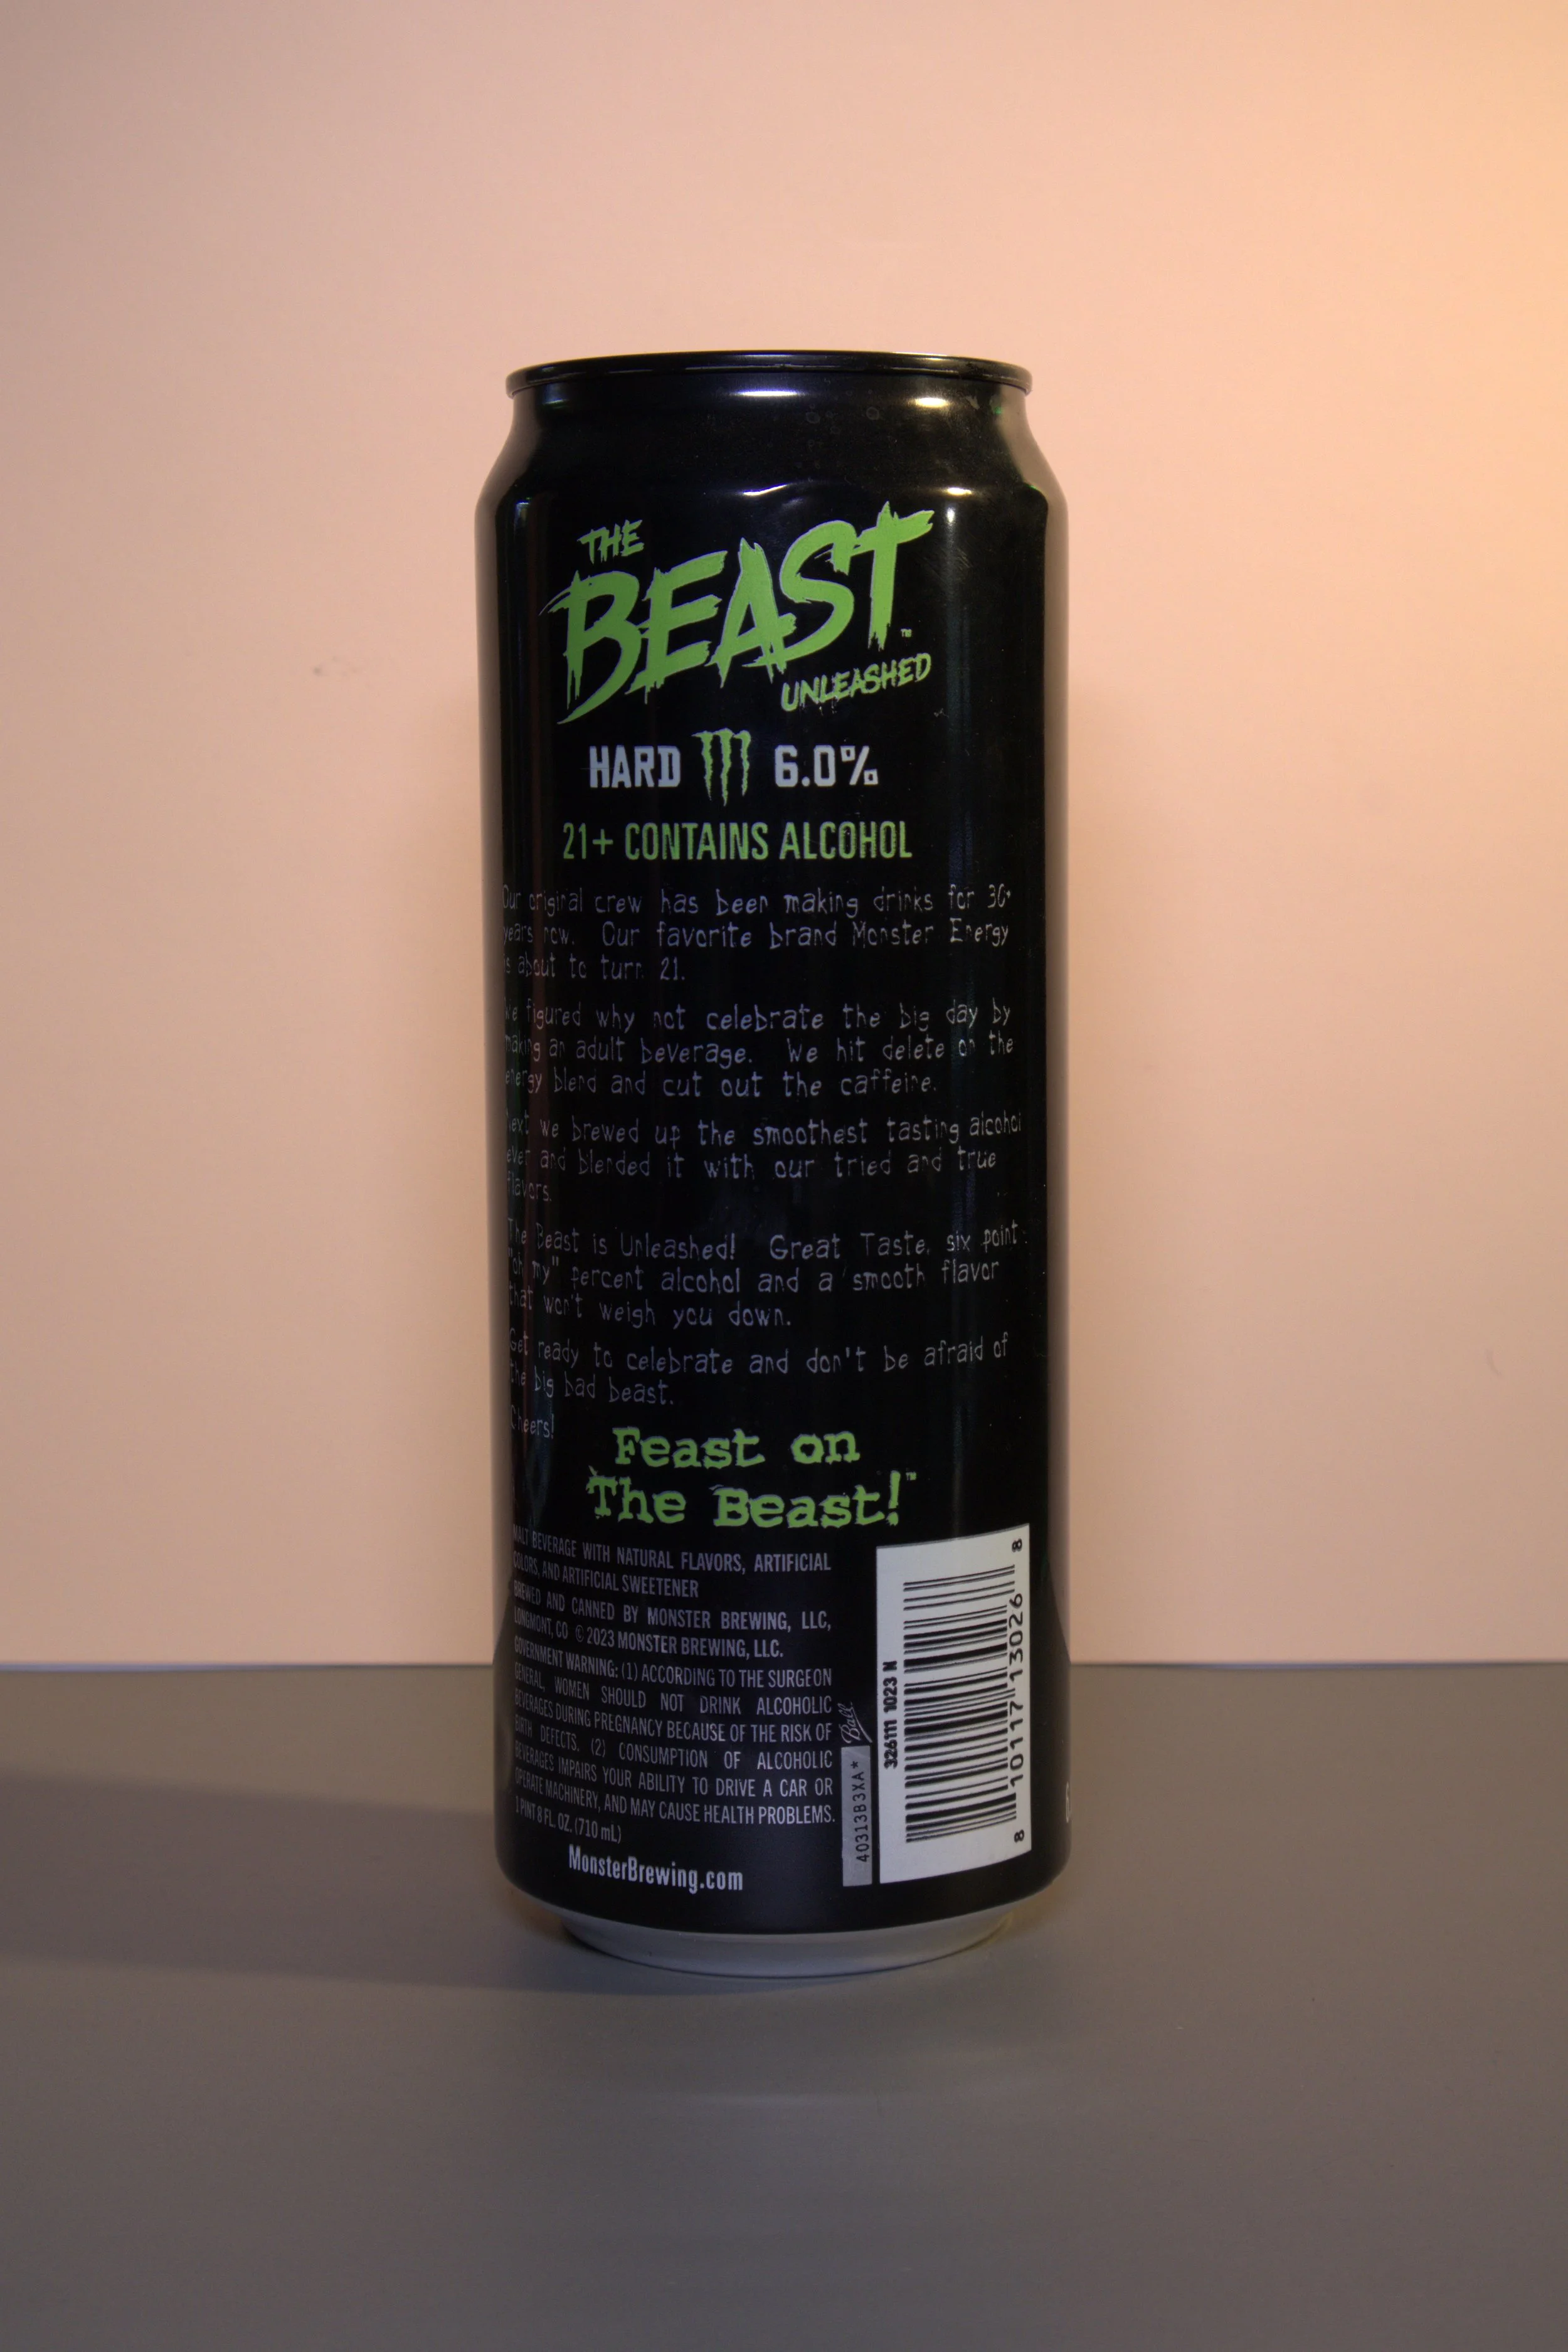 THE
BEAST™
UNLEASHED
HARD 6.0%
21+ CONTAINS ALCOHOL
Our original crew has been making drinks for 30+
years now. Our favorite brand Monster Energy
is about to turn 21.
We figured why not celebrate the big day by
making an adult beverage. We hit delete on the
energy blend and cut out the caffeine.
Next we brewed up the smoothest tasting alcohol
ever and blended it with our tried and true
flavors.
The Beast is Unleashed! Great Taste, six point
"oh my" percent alcohol and a smooth flavor
that won't weigh you down.
Get ready to celebrate and don't be afraid of
the big bad beast.
Cheers!
Feast on
The Beast!™
MALT BEVERAGE WITH NATURAL FLAVORS, ARTIFICIAL
COLORS, AND ARTIFICIAL SWEETENER
BREWED AND CANNED BY MONSTER BREWING, LLC,
LONGMONT, CO ©2023 MONSTER BREWING, LLC.
GOVERNMENT WARNING: (1) ACCORDING TO THE SURGEON
GENERAL, WOMEN SHOULD NOT DRINK ALCOHOLIC
BEVERAGES DURING PREGNANCY BECAUSE OF THE RISK OF
BIRTH DEFECTS. (2) CONSUMPTION OF ALCOHOLIC
BEVERAGES IMPAIRS YOUR ABILITY TO DRIVE A CAR OR
OPERATE MACHINERY, AND MAY CAUSE HEALTH PROBLEMS.
1 PINT 8 FL. OZ. (710 mL)
MonsterBrewing.com
Ball
40313B3XA*
326111 1023 N
8 10117 13026 8